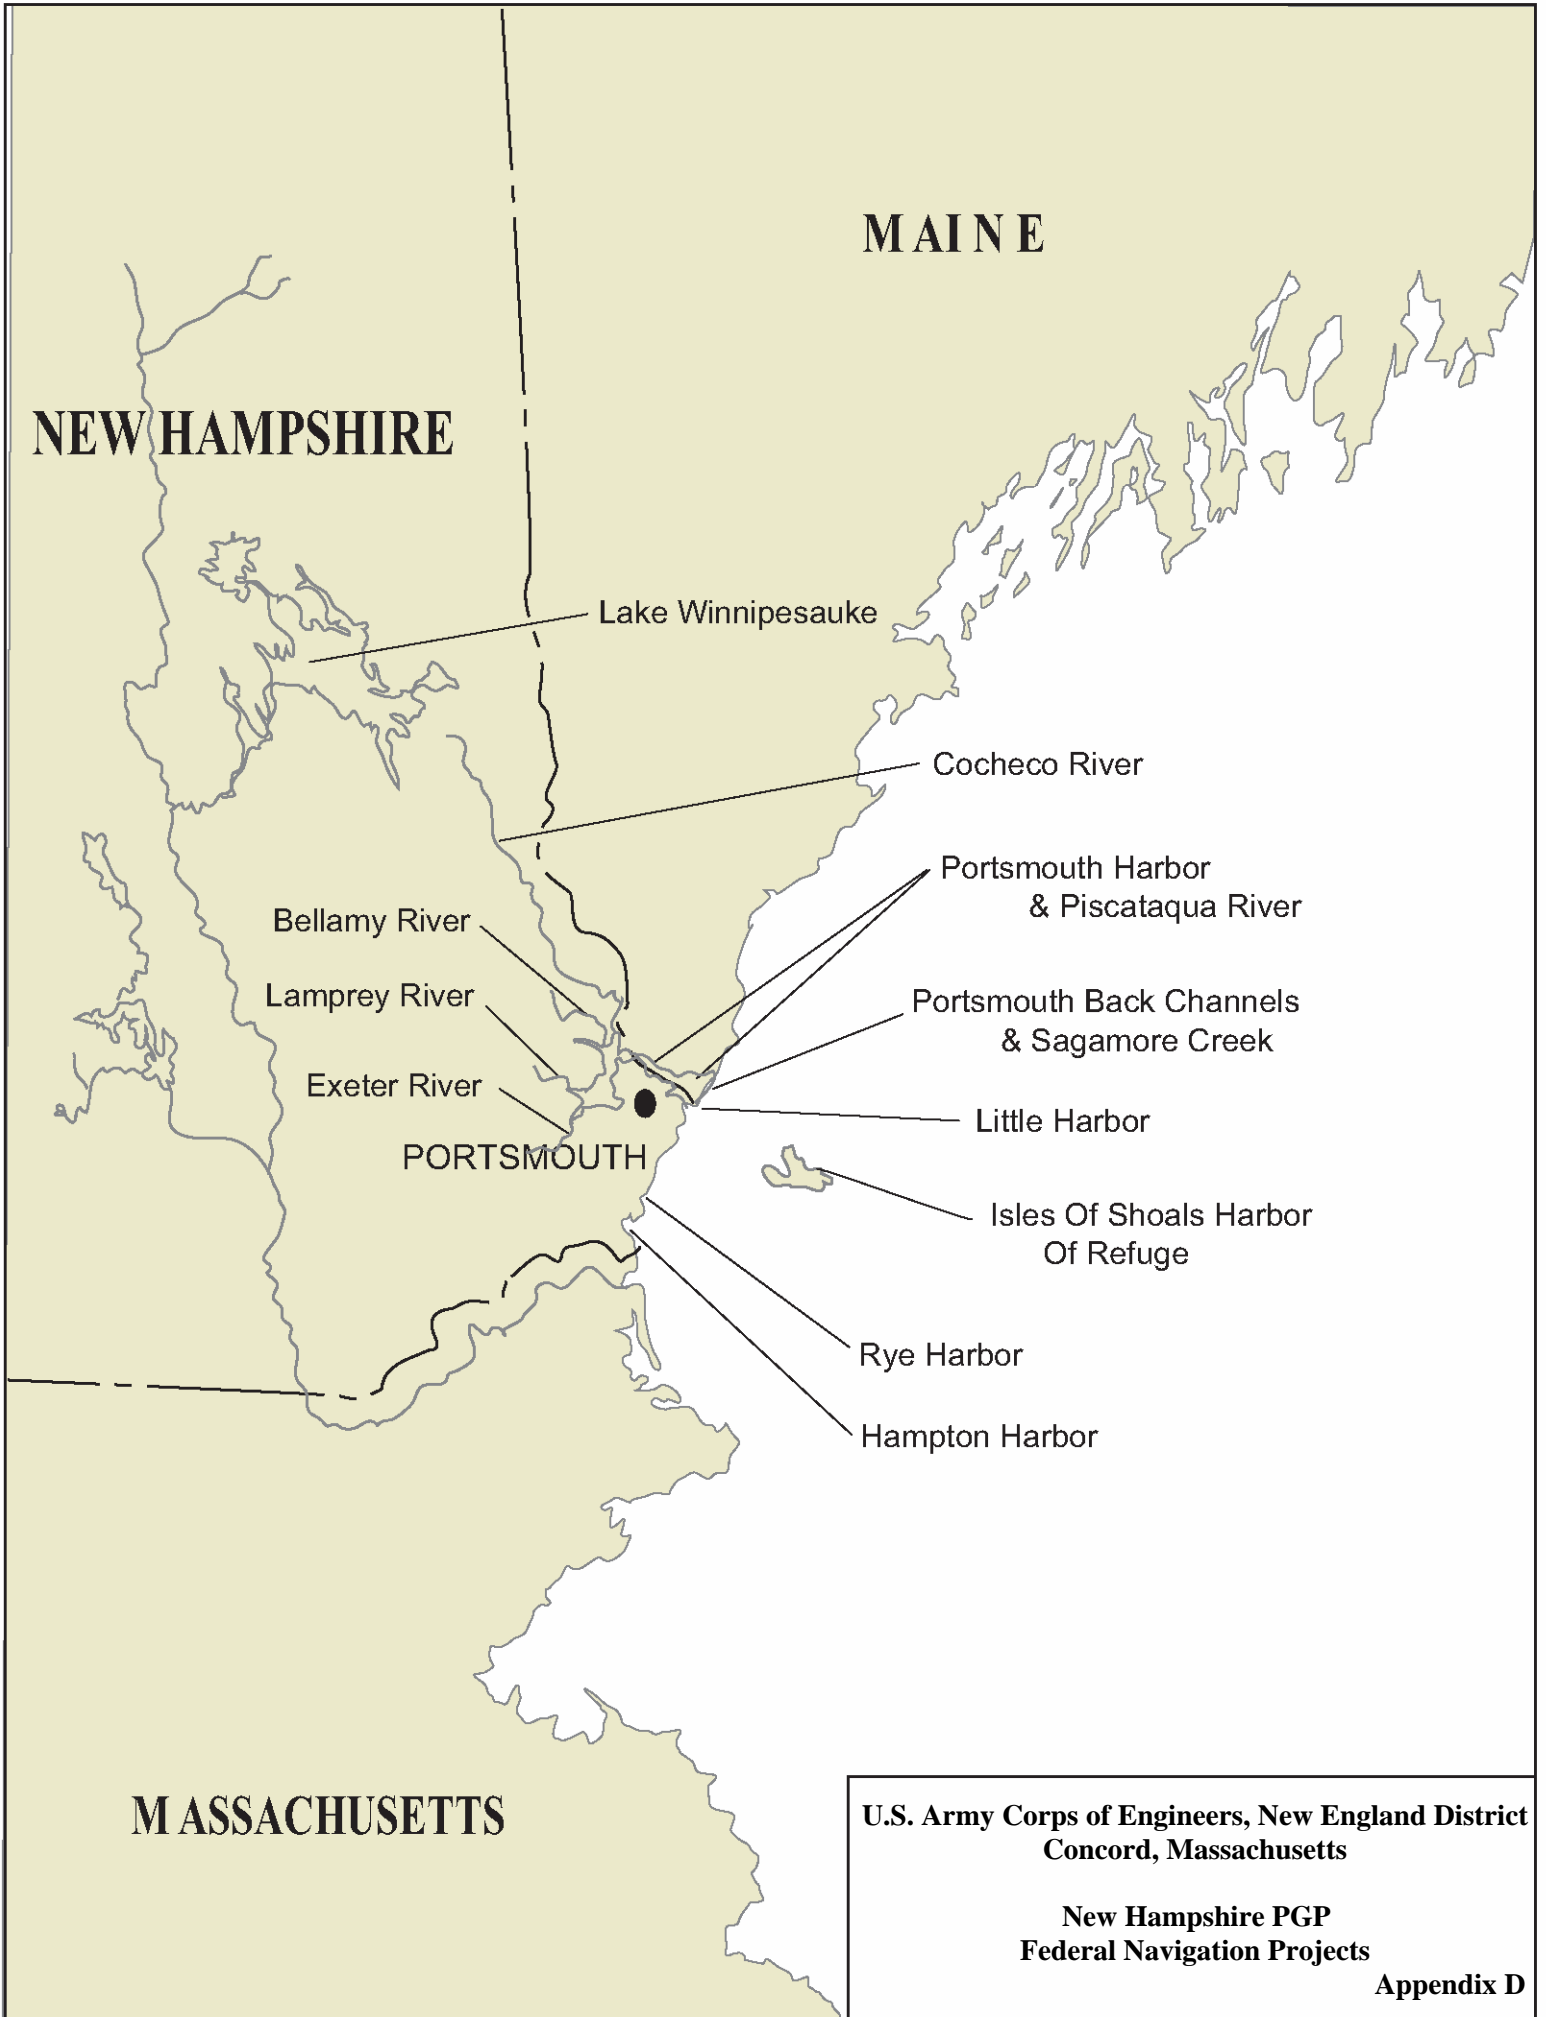 MAINE
NEW HAMPSHIRE
Lake Winnipesauke
Cocheco River
Portsmouth Harbor
& Piscataqua River
Bellamy River
Lamprey River
Portsmouth Back Channels
& Sagamore Creek
Exeter River
Little Harbor
PORTSMOUTH
Isles Of Shoals Harbor
Of Refuge
Rye Harbor
Hampton Harbor
MASSACHUSETTS
U.S. Army Corps of Engineers, New England District
Concord, Massachusetts
New Hampshire PGP
Federal Navigation Projects
Appendix D